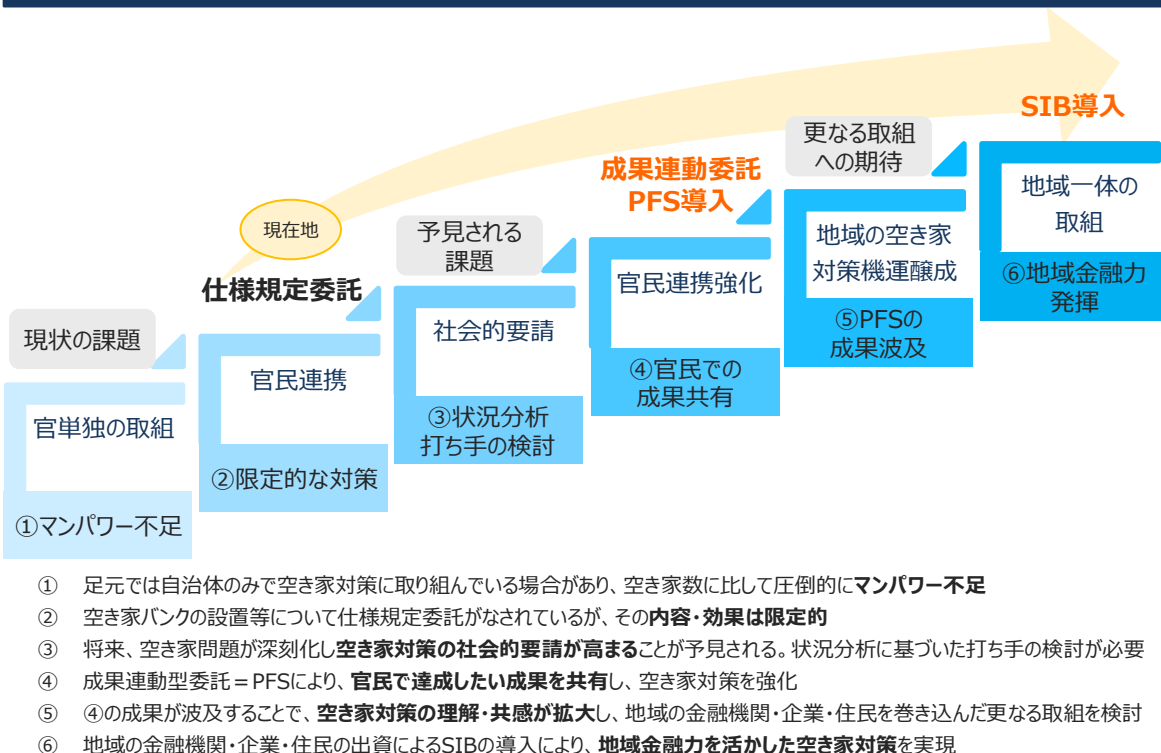 SIB導入
更なる取組
への期待
成果連動委託
PFS導入
地域一体の
取組
現在地
予見される
課題
地域の空き家
対策機運醸成
仕様規定委託
官民連携強化
⑥地域金融力
発揮
現状の課題
社会的要請
⑤PFSの
成果波及
官民連携
④官民での
成果共有
官単独の取組
③状況分析
打ち手の検討
②限定的な対策
①マンパワー不足
① 足元では自治体のみで空き家対策に取り組んでいる場合があり、空き家数に比して圧倒的にマンパワー不足
② 空き家バンクの設置等について仕様規定委託がなされているが、その内容・効果は限定的
③ 将来、空き家問題が深刻化し空き家対策の社会的要請が高まることが予見される。状況分析に基づいた打ち手の検討が必要
④ 成果連動型委託＝PFSにより、官民で達成したい成果を共有し、空き家対策を強化
⑤ ④の成果が波及することで、空き家対策の理解・共感が拡大し、地域の金融機関・企業・住民を巻き込んだ更なる取組を検討
⑥ 地域の金融機関・企業・住民の出資によるSIBの導入により、地域金融力を活かした空き家対策を実現